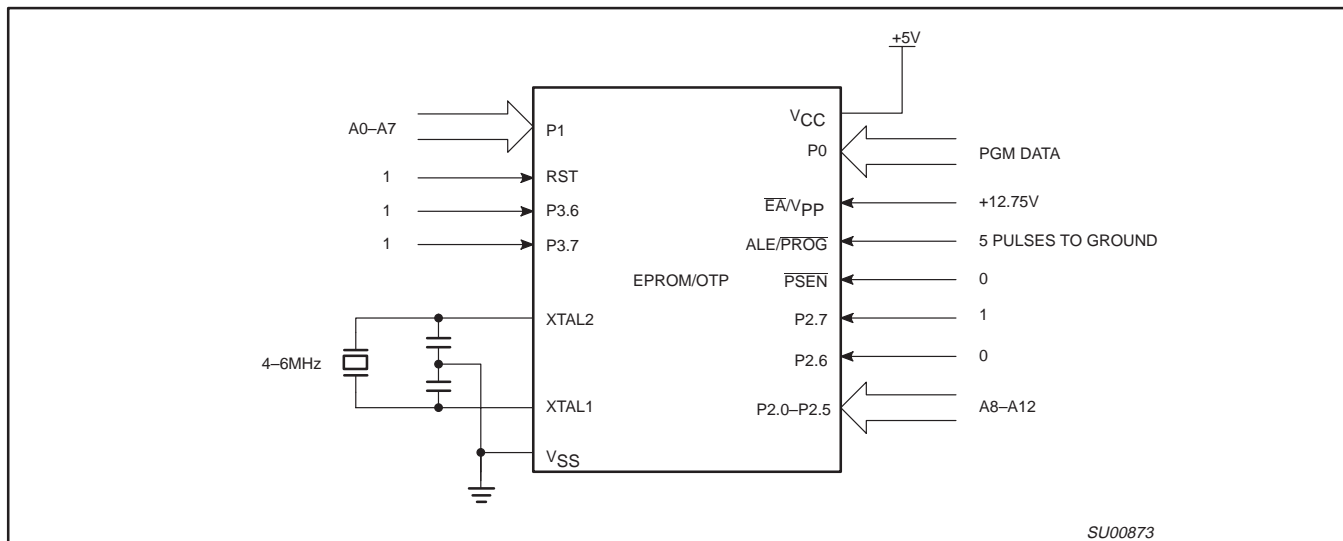 +5V
A0–A7
P1
VCC
P0
PGM DATA
1
RST
1
P3.6
EA/VPP
+12.75V
1
P3.7
ALE/PROG
5 PULSES TO GROUND
EPROM/OTP
PSEN
0
XTAL2
P2.7
1
4–6MHz
P2.6
0
XTAL1
P2.0–P2.5
A8–A12
VSS
SU00873